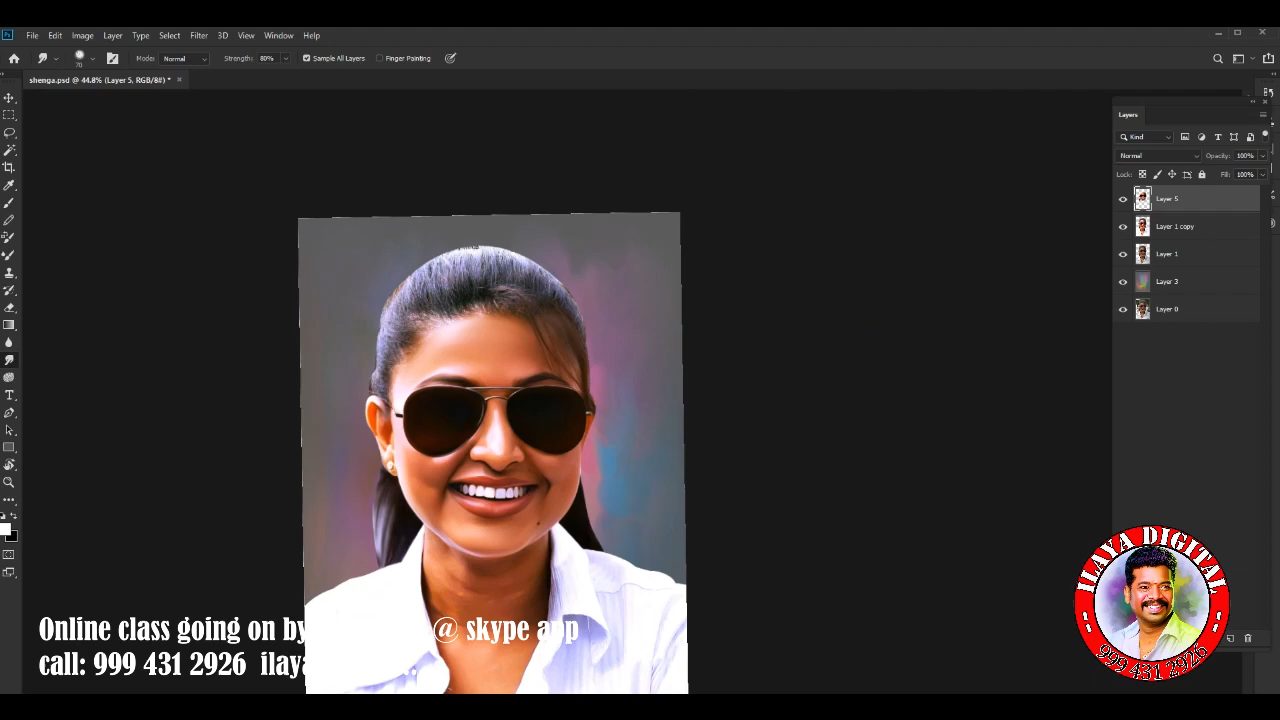 File Edit Image Layer Type Select Filter 3D View Window Help
70 Mode: Normal Strength: 80% Sample All Layers Finger Painting
shenga.psd @ 44.8% (Layer 5, RGB/8#) *
Layers
Kind
Normal Opacity: 100%
Lock: Fill: 100%
Layer 5
Layer 1 copy
Layer 1
Layer 3
Layer 0
ILAYA DIGITAL
999 431 2926
Online class going on by @ skype app
call: 999 431 2926 ilaya